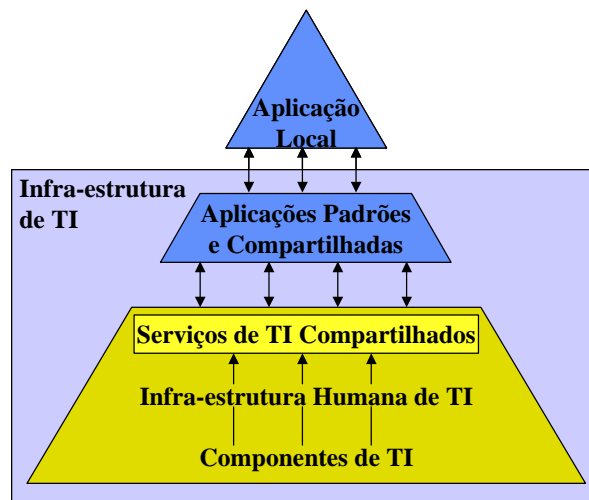 Aplicação
Local
Infra-estrutura
de TI
Aplicações Padrões
e Compartilhadas
Serviços de TI Compartilhados
Infra-estrutura Humana de TI
Componentes de TI